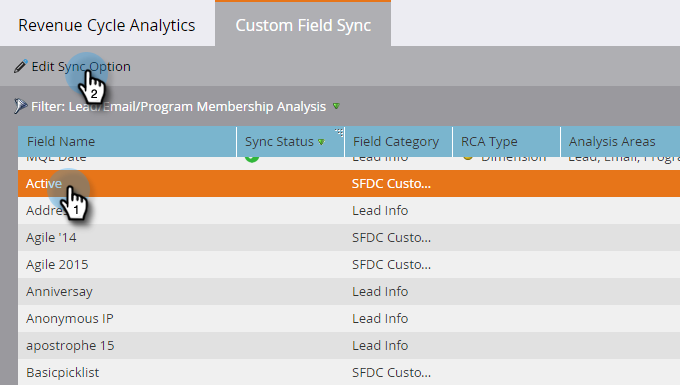 Revenue Cycle Analytics Custom Field Sync
Edit Sync Option
2
Filter: Lead/Email/Program Membership Analysis
Field Name Sync Status Field Category RCA Type Analysis Areas
MQL Date Lead Info Dimension Lead, Email, Progra
Active SFDC Custo...
1
Address Lead Info
Agile '14 SFDC Custo...
Agile 2015 SFDC Custo...
Anniversay Lead Info
Anonymous IP Lead Info
apostrophe 15 Lead Info
Basicpicklist SFDC Custo...